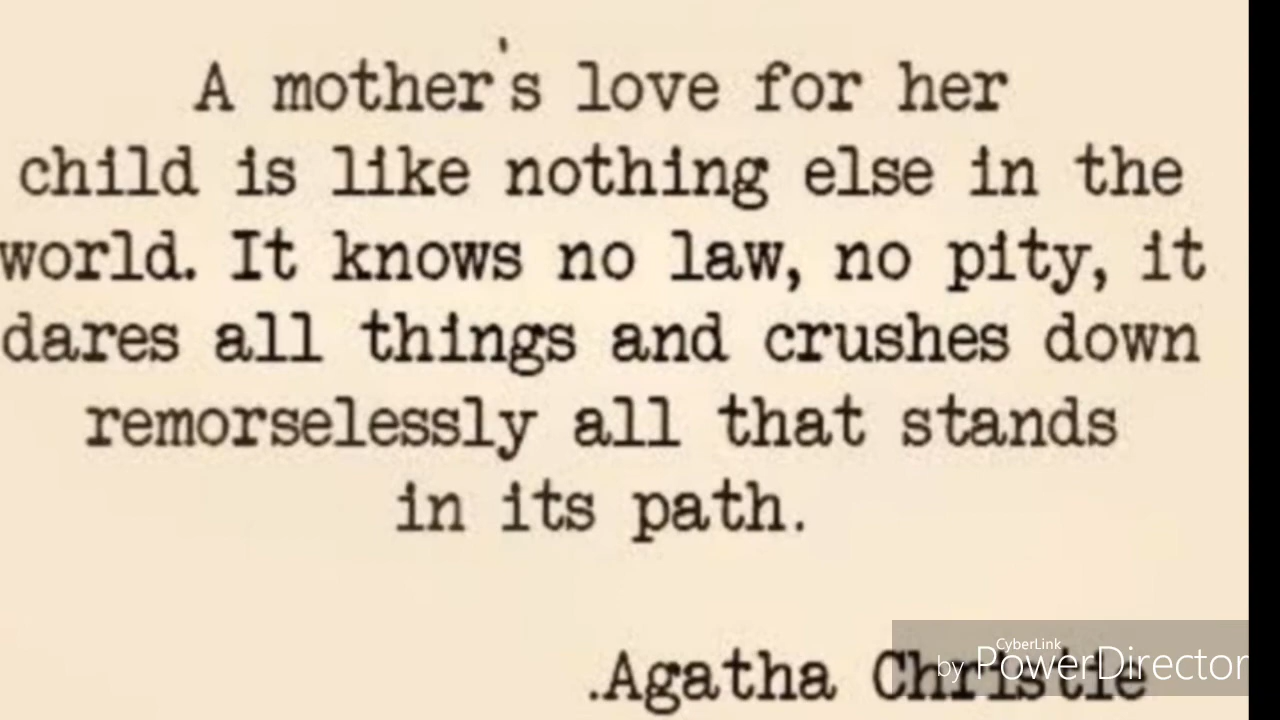 A mother's love for her
child is like nothing else in the
world. It knows no law, no pity, it
dares all things and crushes down
remorselessly all that stands
in its path.
.Agatha Christie
CyberLink
by PowerDirector